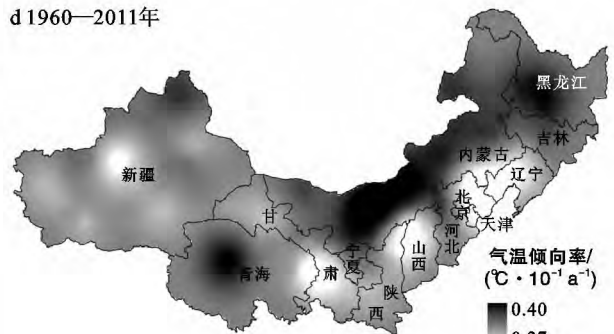 d 1960—2011年
黑龙江
吉林
内蒙古
辽宁
新疆
北京
天津
甘
河北
宁夏
山西
气温倾向率/
(℃·10⁻¹ a⁻¹)
青海
肃
陕西
0.40